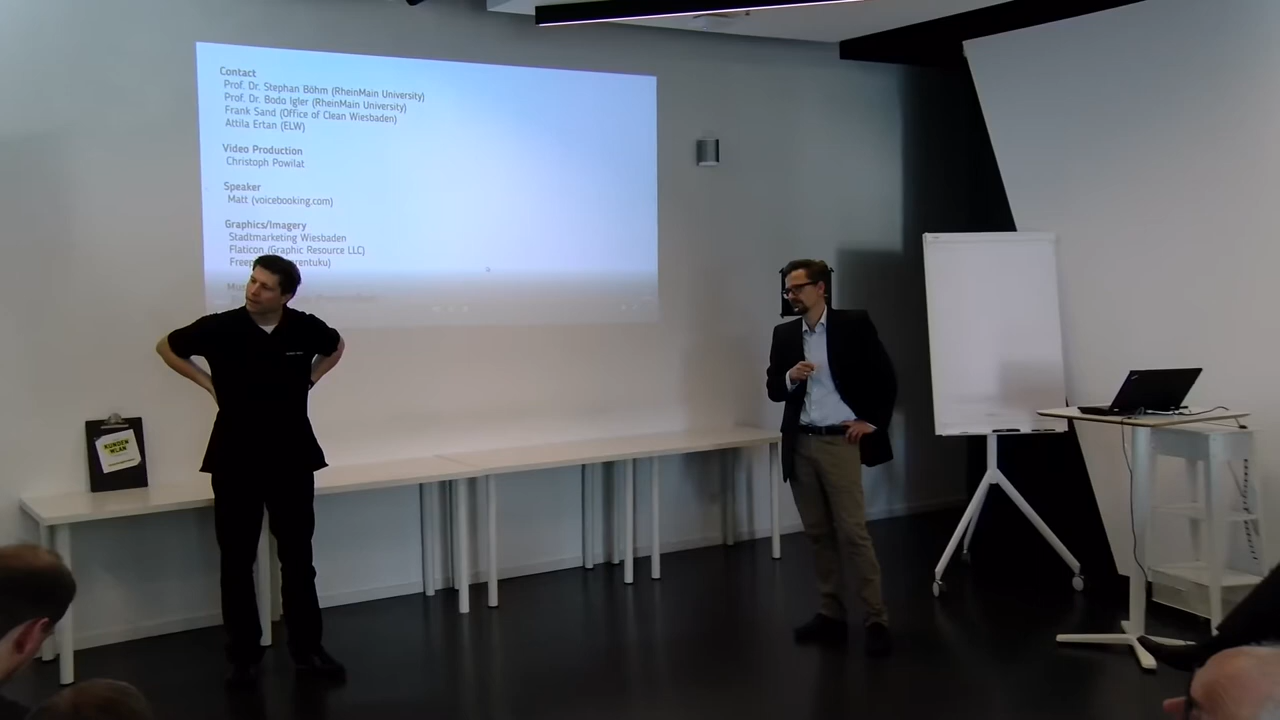 Contact
Prof. Dr. Stephan Böhm (RheinMain University)
Prof. Dr. Bodo Igler (RheinMain University)
Frank Sand (Office of Clean Wiesbaden)
Attila Ertan (ELW)
Video Production
Christoph Powilat
Speaker
Matt (voicebooking.com)
Graphics/Imagery
Stadtmarketing Wiesbaden
Flaticon (Graphic Resource LLC)
KUNDEN
WLAN